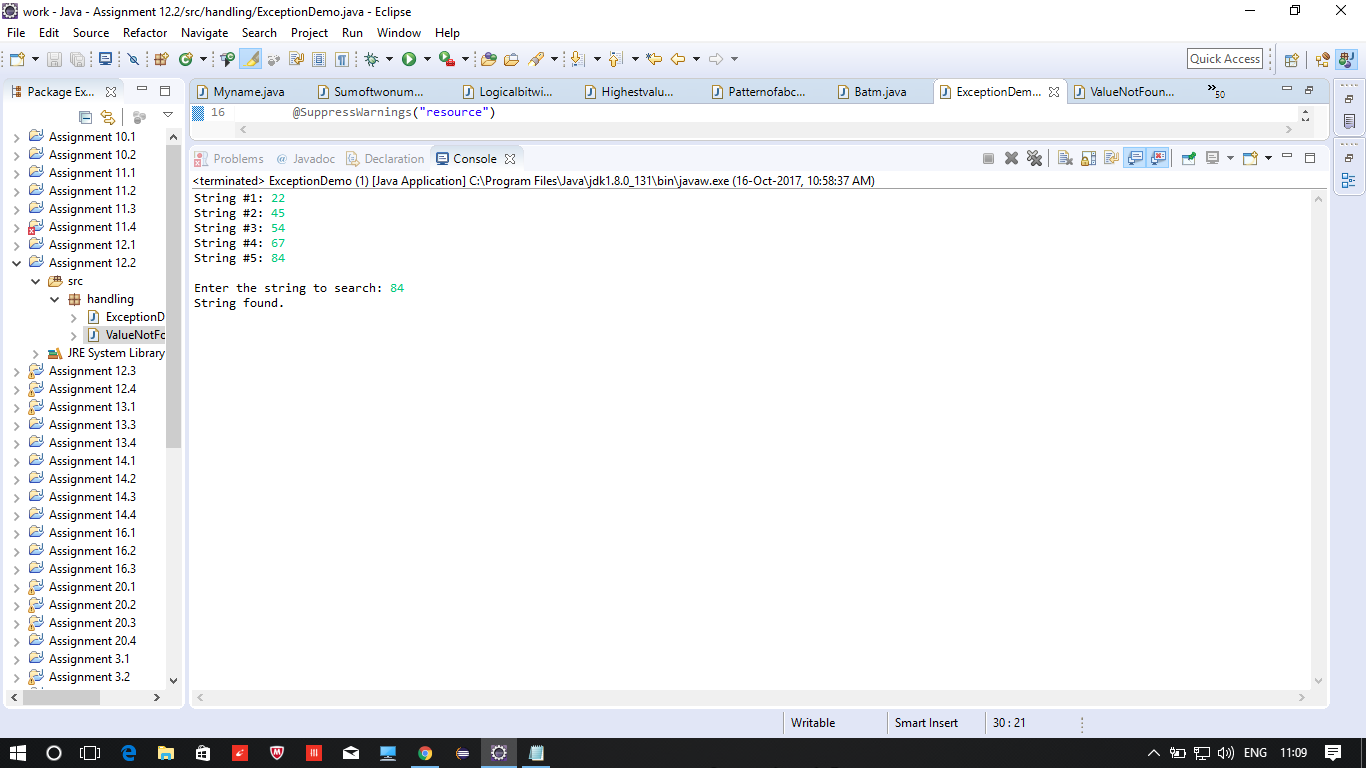 work - Java - Assignment 12.2/src/handling/ExceptionDemo.java - Eclipse
File Edit Source Refactor Navigate Search Project Run Window Help
Quick Access
Package Ex...
Myname.java Sumoftwonum... Logicalbitwi... Highestvalu... Patternofabc... Batm.java ExceptionDem... ValueNotFoun... »50
16 @SuppressWarnings("resource")
Problems @ Javadoc Declaration Console
<terminated> ExceptionDemo (1) [Java Application] C:\Program Files\Java\jdk1.8.0_131\bin\javaw.exe (16-Oct-2017, 10:58:37 AM)
String #1: 22
String #2: 45
String #3: 54
String #4: 67
String #5: 84
Enter the string to search: 84
String found.
Assignment 10.1
Assignment 10.2
Assignment 11.1
Assignment 11.2
Assignment 11.3
Assignment 11.4
Assignment 12.1
Assignment 12.2
src
handling
ExceptionD
ValueNotFo
JRE System Library
Assignment 12.3
Assignment 12.4
Assignment 13.1
Assignment 13.3
Assignment 13.4
Assignment 14.1
Assignment 14.2
Assignment 14.3
Assignment 14.4
Assignment 16.1
Assignment 16.2
Assignment 16.3
Assignment 20.1
Assignment 20.2
Assignment 20.3
Assignment 20.4
Assignment 3.1
Assignment 3.2
Writable Smart Insert 30 : 21
ENG 11:09